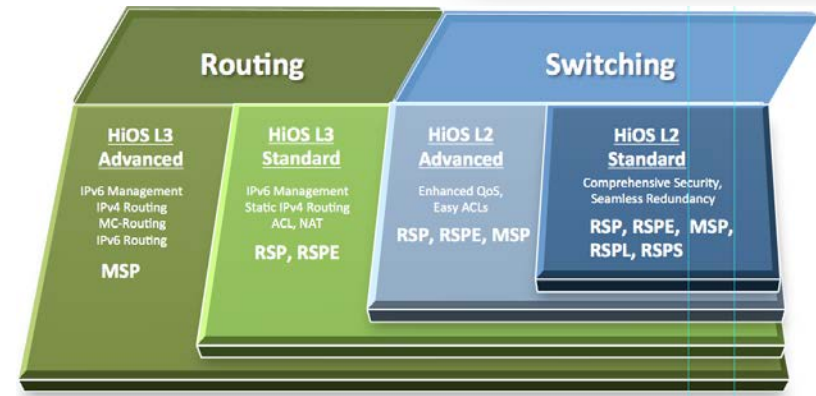 Routing
Switching
HiOS L3
Advanced
IPv6 Management
IPv4 Routing
MC-Routing
IPv6 Routing
MSP
HiOS L3
Standard
IPv6 Management
Static IPv4 Routing
ACL, NAT
RSP, RSPE
HiOS L2
Advanced
Enhanced QoS,
Easy ACLs
RSP, RSPE, MSP
HiOS L2
Standard
Comprehensive Security,
Seamless Redundancy
RSP, RSPE, MSP,
RSPL, RSPS